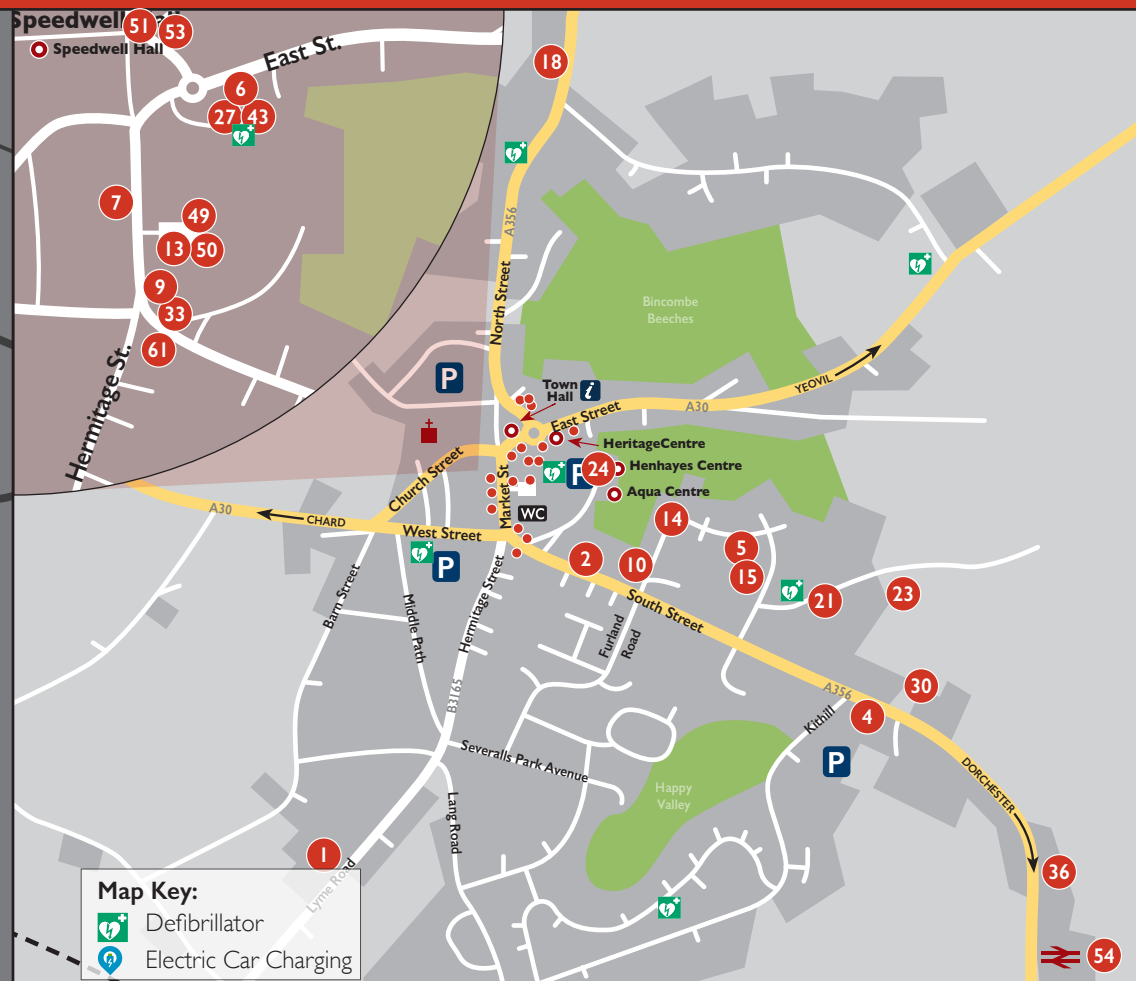 Speedwell Hall
51
53
Speedwell Hall
East St.
6
27
43
7
49
13
50
9
33
61
Hermitage St.
18
A356
North Street
Bincombe
Beeches
P
Town
Hall
i
East Street
A30
YEOVIL
HeritageCentre
Henhayes Centre
Aqua Centre
P
24
Church Street
Market St
WC
A30
CHARD
West Street
P
14
2
10
5
15
21
23
South Street
Barn Street
Middle Path
Hermitage Street
Furland
Road
B3165
A356
30
4
Kithill
P
Severalls Park Avenue
Happy
Valley
DORCHESTER
Lang Road
1
Lyme Road
36
54
Map Key:
Defibrillator
Electric Car Charging